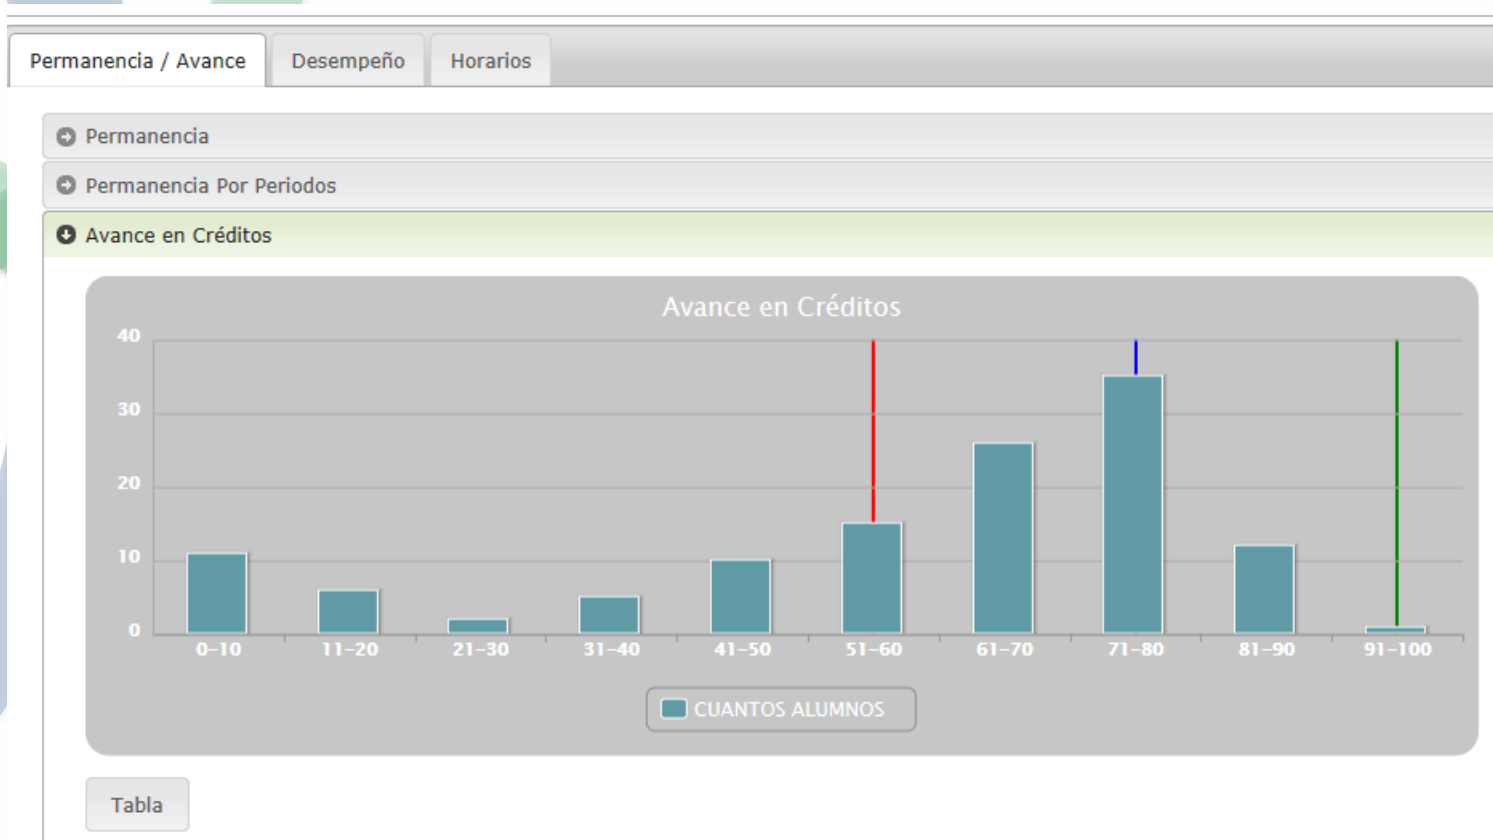 Permanencia / Avance Desempeño Horarios
Permanencia
Permanencia Por Periodos
Avance en Créditos
Avance en Créditos
40
30
20
10
0
0-10 11-20 21-30 31-40 41-50 51-60 61-70 71-80 81-90 91-100
CUANTOS ALUMNOS
Tabla